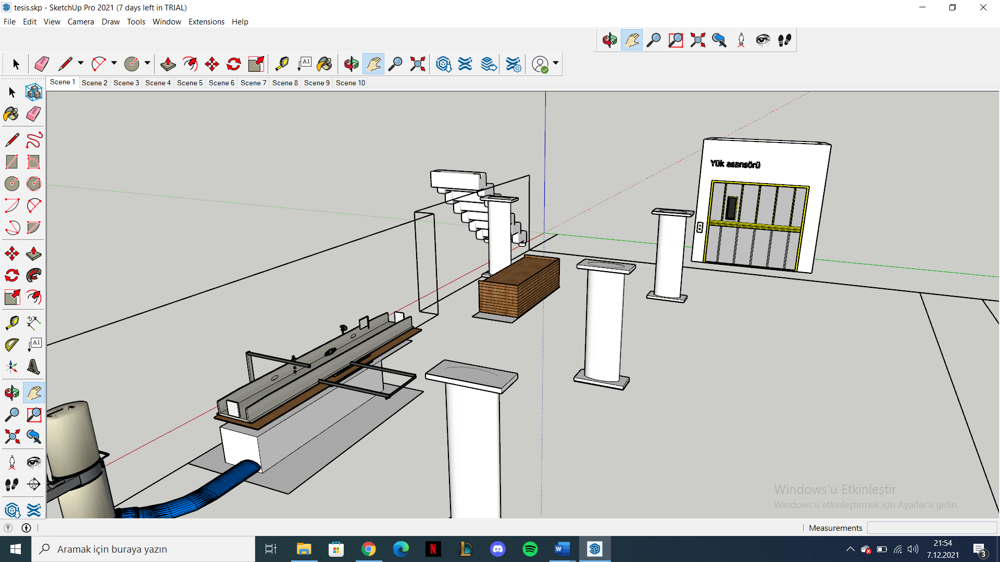 tesis.skp - SketchUp Pro 2021 (7 days left in TRIAL)
File Edit View Camera Draw Tools Window Extensions Help
A1
Scene 1 Scene 2 Scene 3 Scene 4 Scene 5 Scene 6 Scene 7 Scene 8 Scene 9 Scene 10
Yük asansörü
A1
Windows'u Etkinleştir
Windows'u etkinleştirmek için Ayarlar'a gidin.
Measurements
Aramak için buraya yazın
N
W
21:54
7.12.2021
3